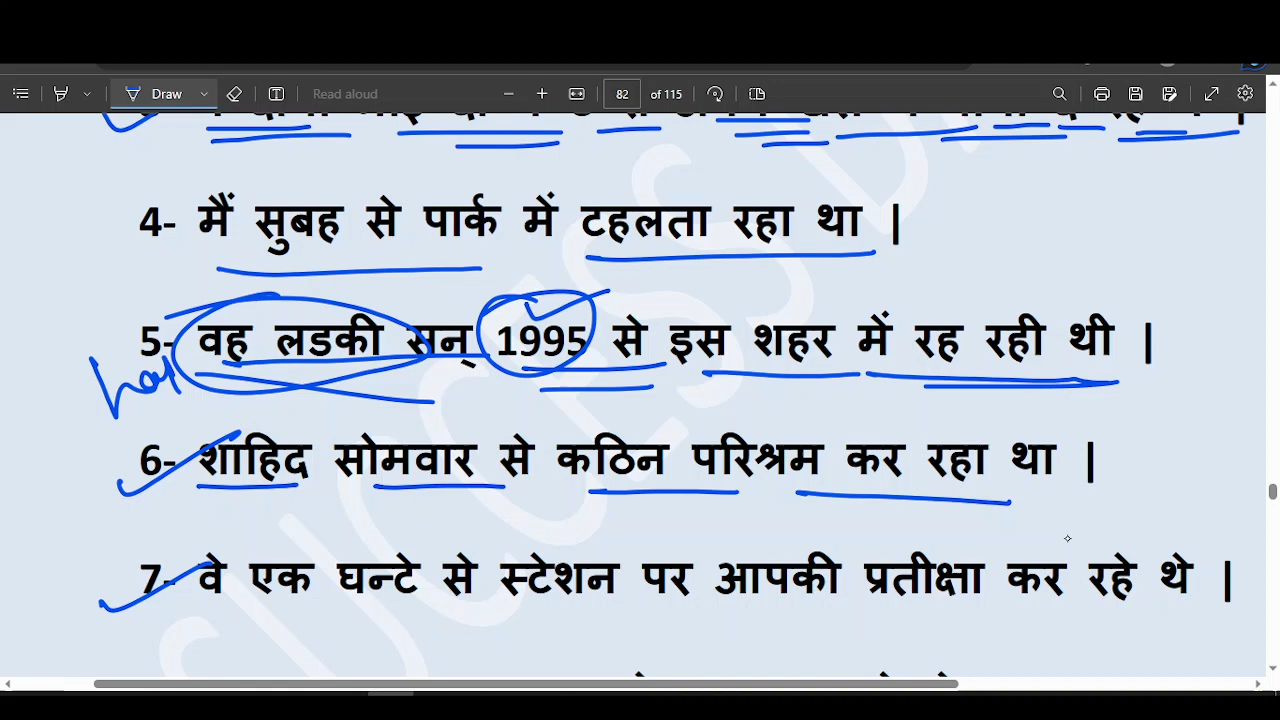 Draw
Read aloud
82 of 115
4- मैं सुबह से पार्क में टहलता रहा था |
5- वह लडकी सन् 1995 से इस शहर में रह रही थी |
6- शाहिद सोमवार से कठिन परिश्रम कर रहा था |
7- वे एक घन्टे से स्टेशन पर आपकी प्रतीक्षा कर रहे थे |